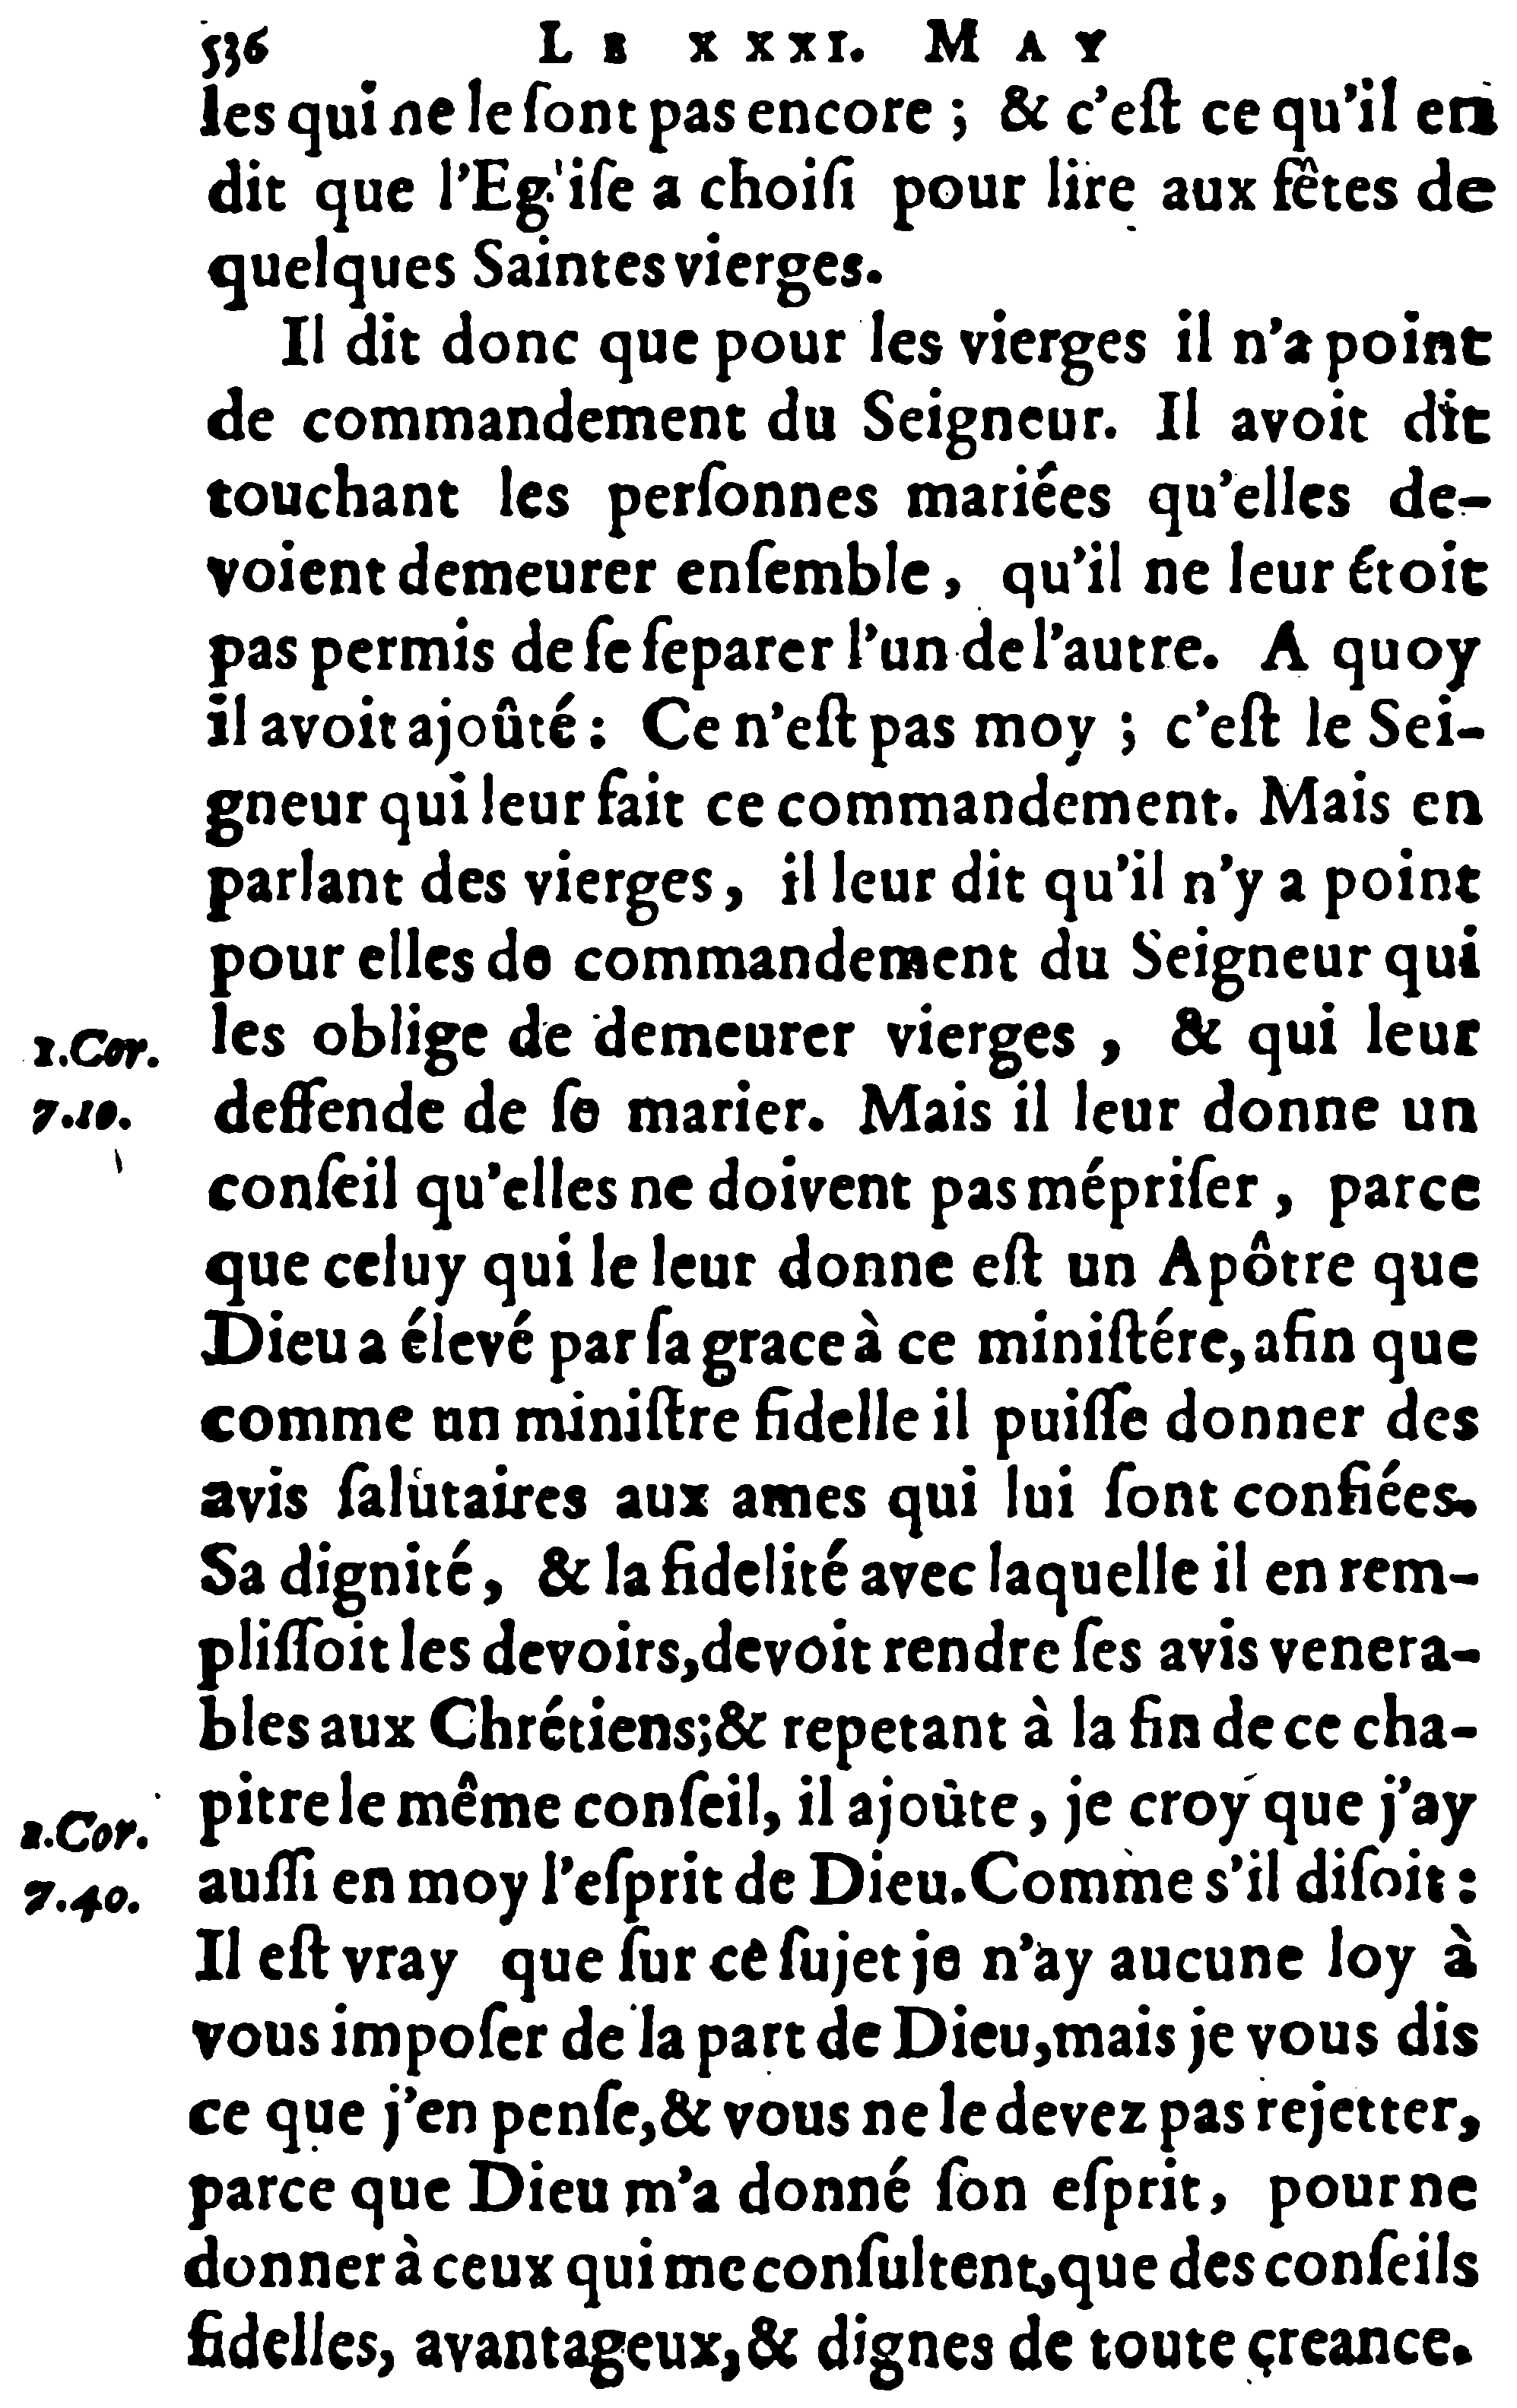 536 LE XXXI. MAY
les qui ne le ſont pas encore ; & c'eſt ce qu'il en
dit que l'Egliſe a choiſi pour lire aux fêtes de
quelques Saintes vierges.
Il dit donc que pour les vierges il n'a point
de commandement du Seigneur. Il avoit dit
touchant les perſonnes mariées qu'elles de-
voient demeurer enſemble, qu'il ne leur étoit
pas permis de ſe ſeparer l'un de l'autre. A quoy
il avoit ajoûté : Ce n'eſt pas moy ; c'eſt le Sei-
gneur qui leur fait ce commandement. Mais en
parlant des vierges, il leur dit qu'il n'y a point
pour elles de commandement du Seigneur qui
1.Cor. les oblige de demeurer vierges, & qui leur
7.10. deffende de ſe marier. Mais il leur donne un
conſeil qu'elles ne doivent pas mépriſer, parce
que celuy qui le leur donne eſt un Apôtre que
Dieu a élevé par ſa grace à ce miniſtére, afin que
comme un miniſtre fidelle il puiſſe donner des
avis ſalutaires aux ames qui lui ſont confiées.
Sa dignité, & la fidelité avec laquelle il en rem-
pliſſoit les devoirs, devoit rendre ſes avis venera-
bles aux Chrétiens; & repetant à la fin de ce cha-
1.Cor. pitre le même conſeil, il ajoûte, je croy que j'ay
7.40. auſſi en moy l'eſprit de Dieu. Comme s'il diſoit :
Il eſt vray que ſur ce ſujet je n'ay aucune loy à
vous impoſer de la part de Dieu, mais je vous dis
ce que j'en penſe, & vous ne le devez pas rejetter,
parce que Dieu m'a donné ſon eſprit, pour ne
donner à ceux qui me conſultent, que des conſeils
fidelles, avantageux, & dignes de toute creance.